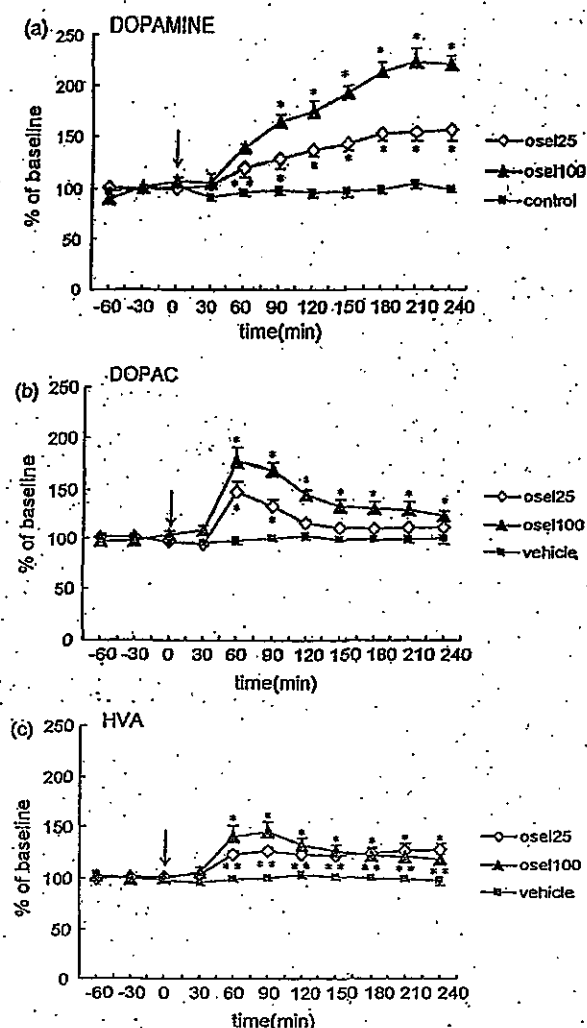 (a) DOPAMINE
250
200
150
100
50
0
% of baseline
-60 -30 0 30 60 90 120 150 180 210 240
time(min)
osel25
osel100
control
(b) DOPAC
250
200
150
100
50
0
% of baseline
-60 -30 0 30 60 90 120 150 180 210 240
time(min)
osel25
osel100
vehicle
(c) HVA
250
200
150
100
50
0
% of baseline
-60 -30 0 30 60 90 120 150 180 210 240
time(min)
osel25
osel100
vehicle